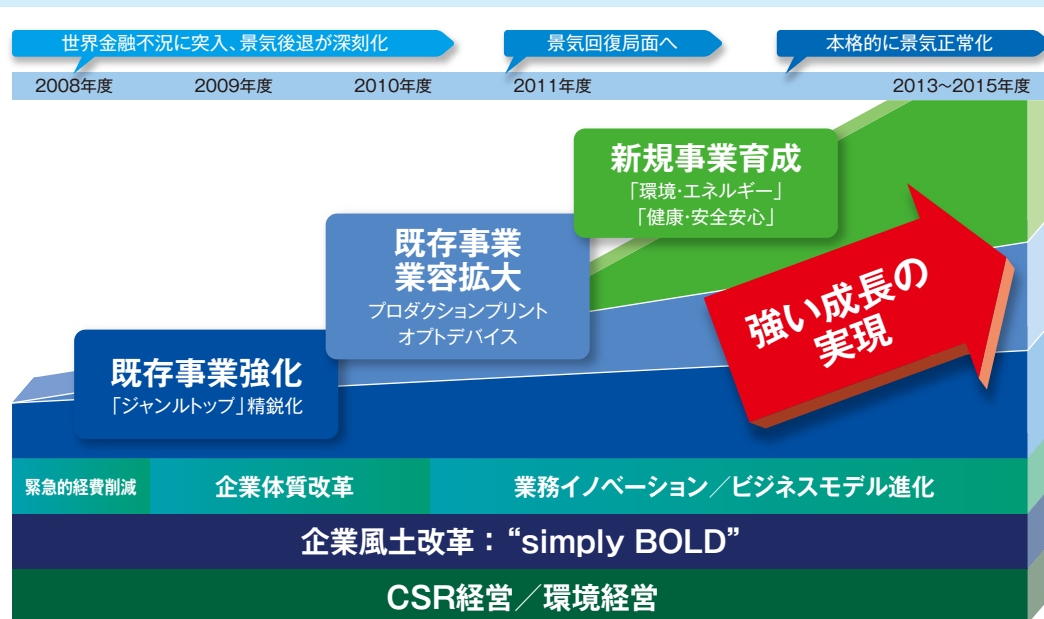 世界金融不況に突入、景気後退が深刻化
景気回復局面へ
本格的に景気正常化
2008年度
2009年度
2010年度
2011年度
2013~2015年度
新規事業育成
「環境・エネルギー」
「健康・安全安心」
既存事業
業容拡大
プロダクションプリント
オプトデバイス
強い成長の
実現
既存事業強化
「ジャンルトップ」精鋭化
緊急的経費削減
企業体質改革
業務イノベーション／ビジネスモデル進化
企業風土改革：“simply BOLD”
CSR経営／環境経営